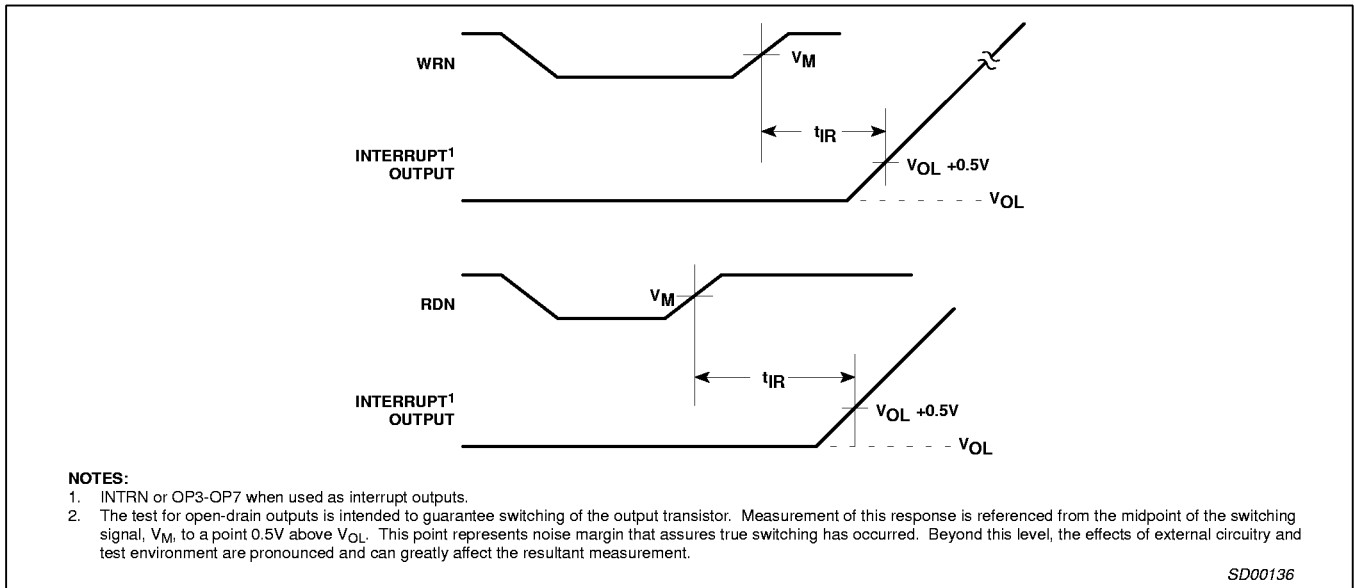 WRN
VM
tIR
INTERRUPT1
OUTPUT
VOL +0.5V
VOL
RDN
VM
tIR
INTERRUPT1
OUTPUT
VOL +0.5V
VOL
NOTES:
1. INTRN or OP3-OP7 when used as interrupt outputs.
2. The test for open-drain outputs is intended to guarantee switching of the output transistor. Measurement of this response is referenced from the midpoint of the switching
signal, VM, to a point 0.5V above VOL. This point represents noise margin that assures true switching has occurred. Beyond this level, the effects of external circuitry and
test environment are pronounced and can greatly affect the resultant measurement.
SD00136